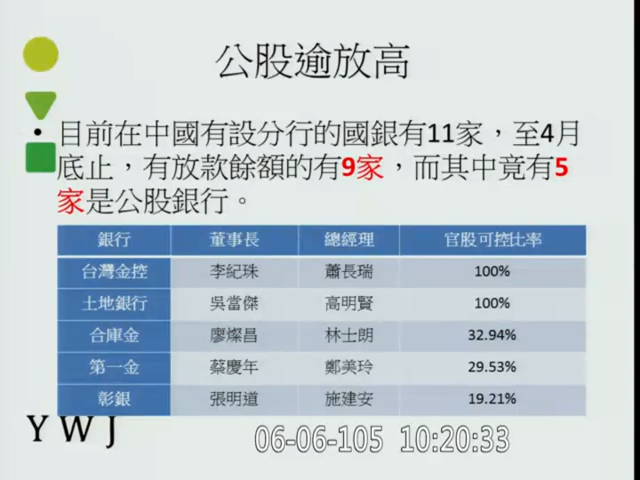 公股逾放高
• 目前在中國有設分行的國銀有11家，至4月
底止，有放款餘額的有9家，而其中竟有5
家是公股銀行。
銀行 董事長 總經理 官股可控比率
台灣金控 李紀珠 蕭長瑞 100%
土地銀行 吳當傑 高明賢 100%
合庫金 廖燦昌 林士朗 32.94%
第一金 蔡慶年 鄭美玲 29.53%
彰銀 張明道 施建安 19.21%
YWJ
06-06-105 10:20:33